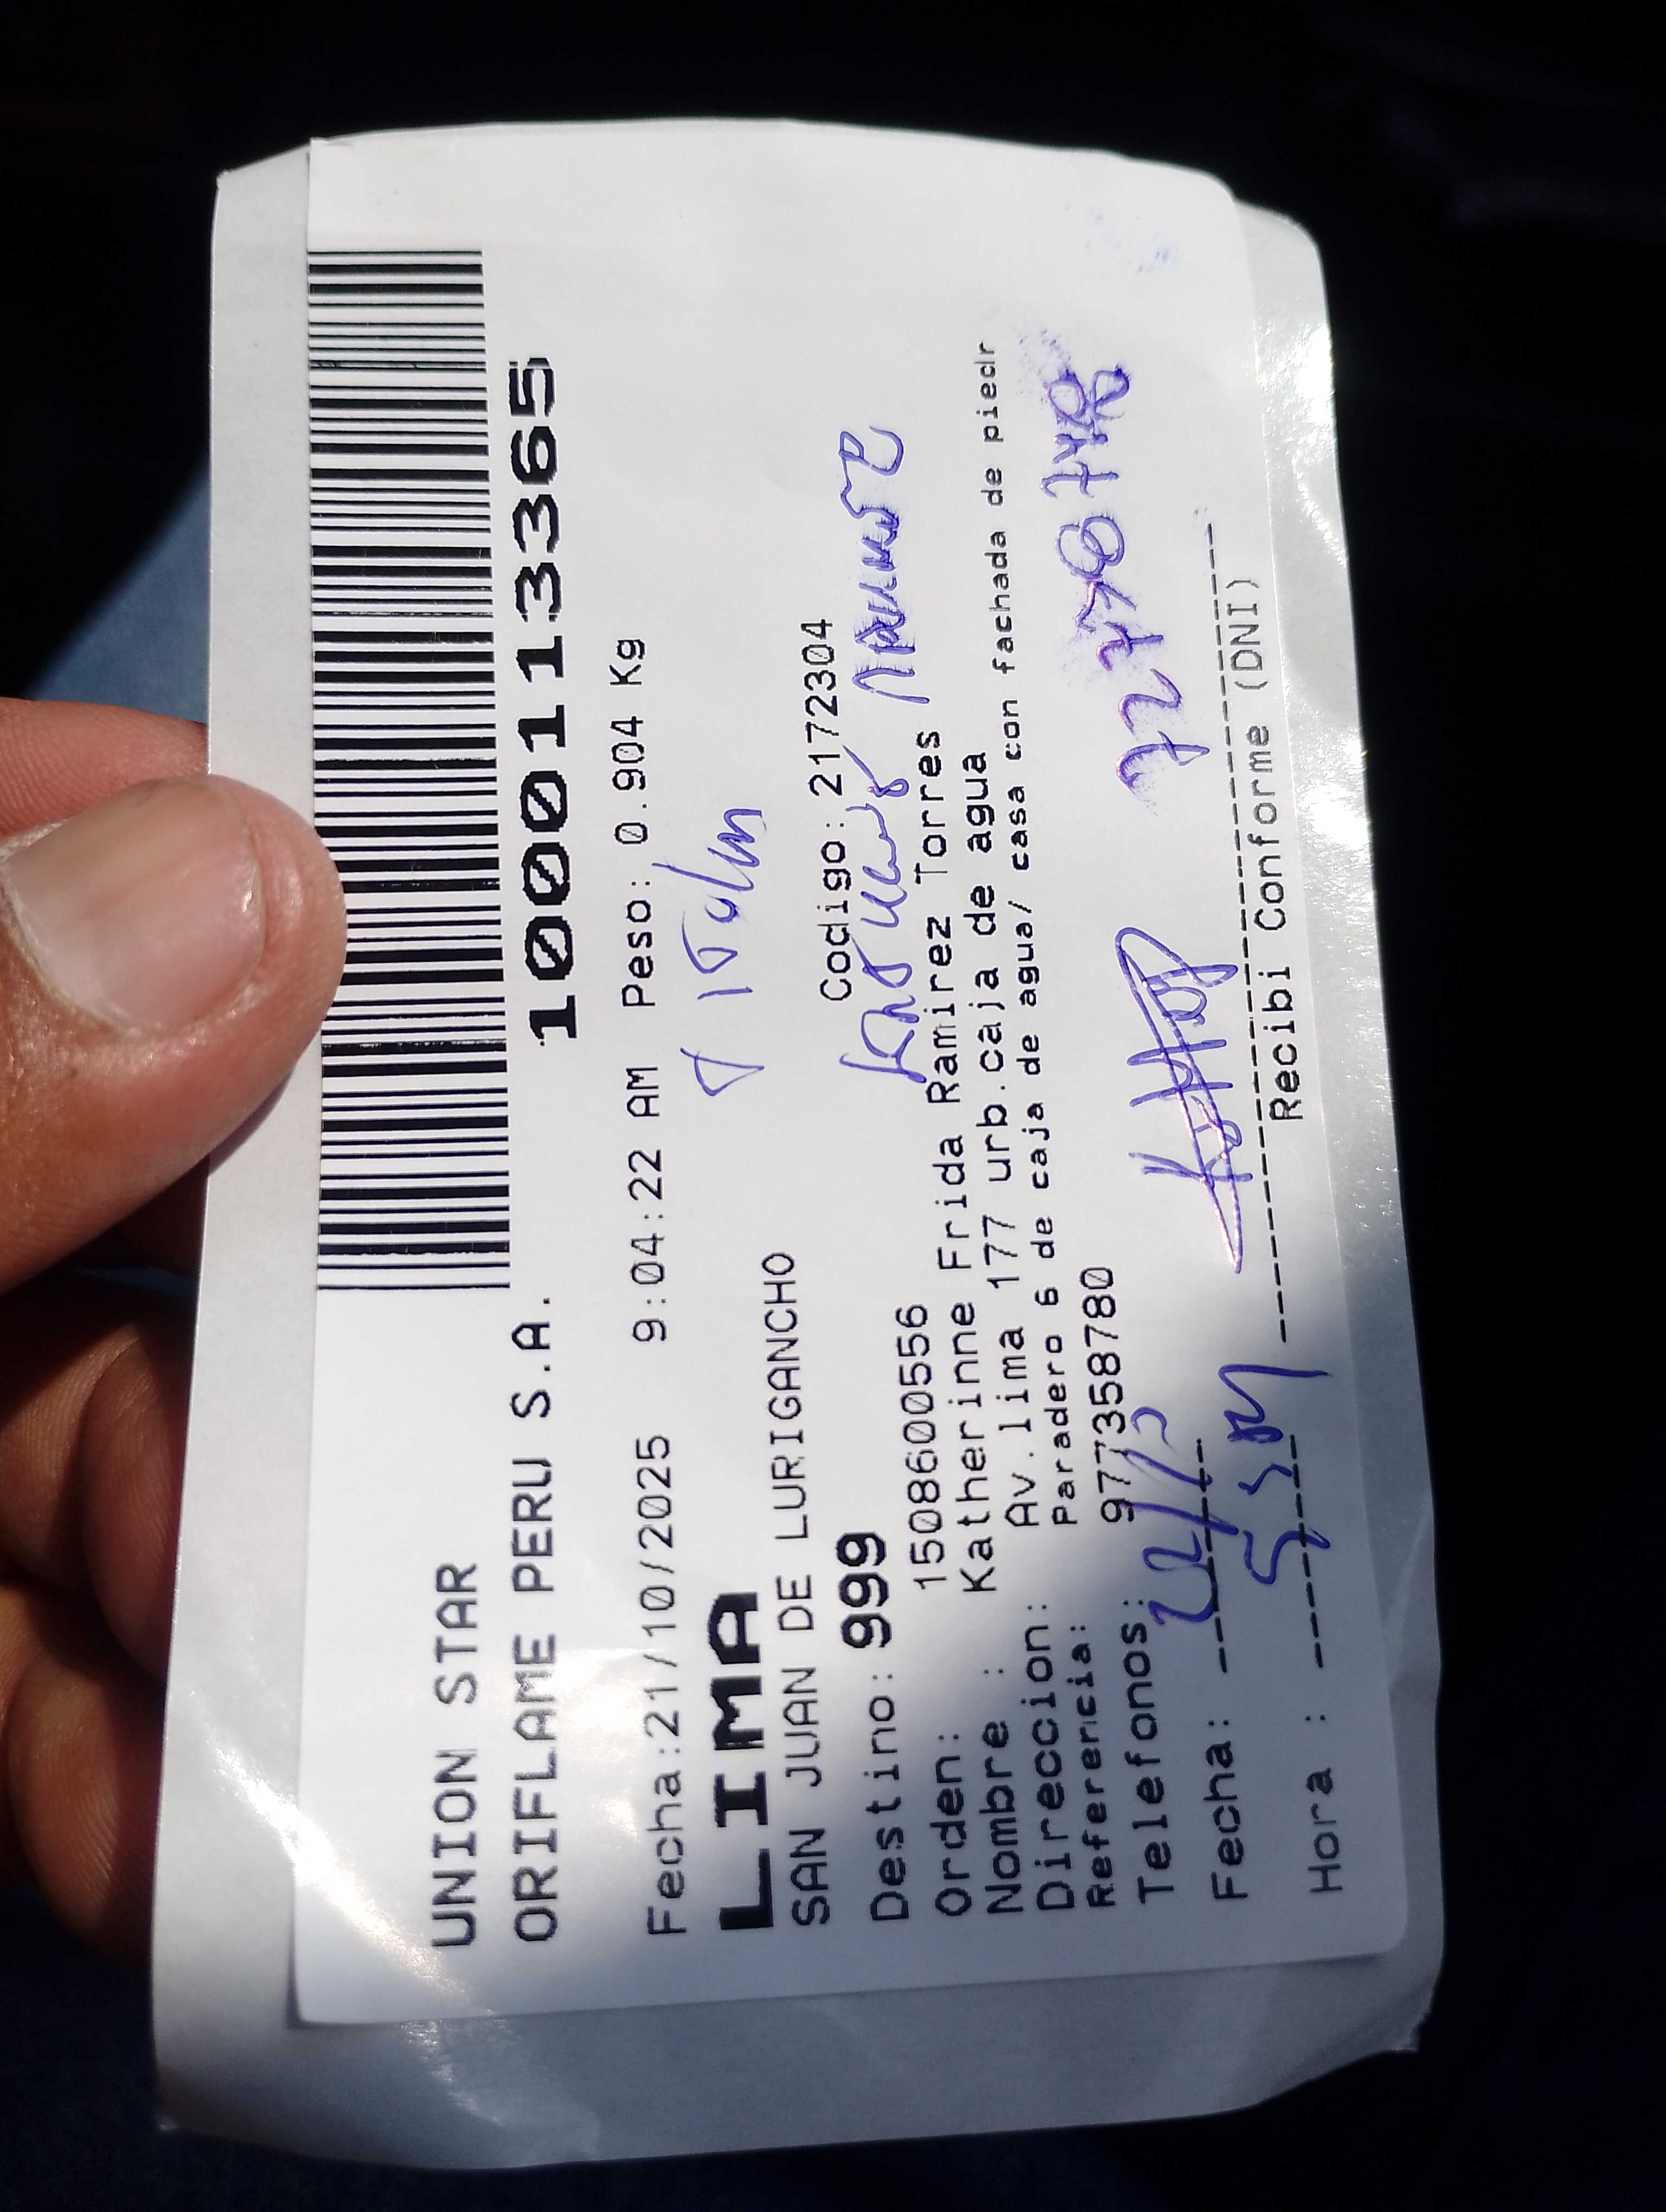 UNION STAR
ORIFLAME PERU S.A.
1000113365
Fecha:21/10/2025 9:04:22 AM Peso: 0.904 Kg
LIMA
SAN JUAN DE LURIGANCHO
Destino: 999 Codigo: 2172304
Orden: 1508600556
Nombre : Katherinne Frida Ramirez Torres
Direccion: Av.lima 177 urb.caja de agua
Referencia: Paradero 6 de caja de agua/ casa con fachada de piedr
Telefonos: 977358780
Fecha:
Hora :
Recibi Conforme (DNI)